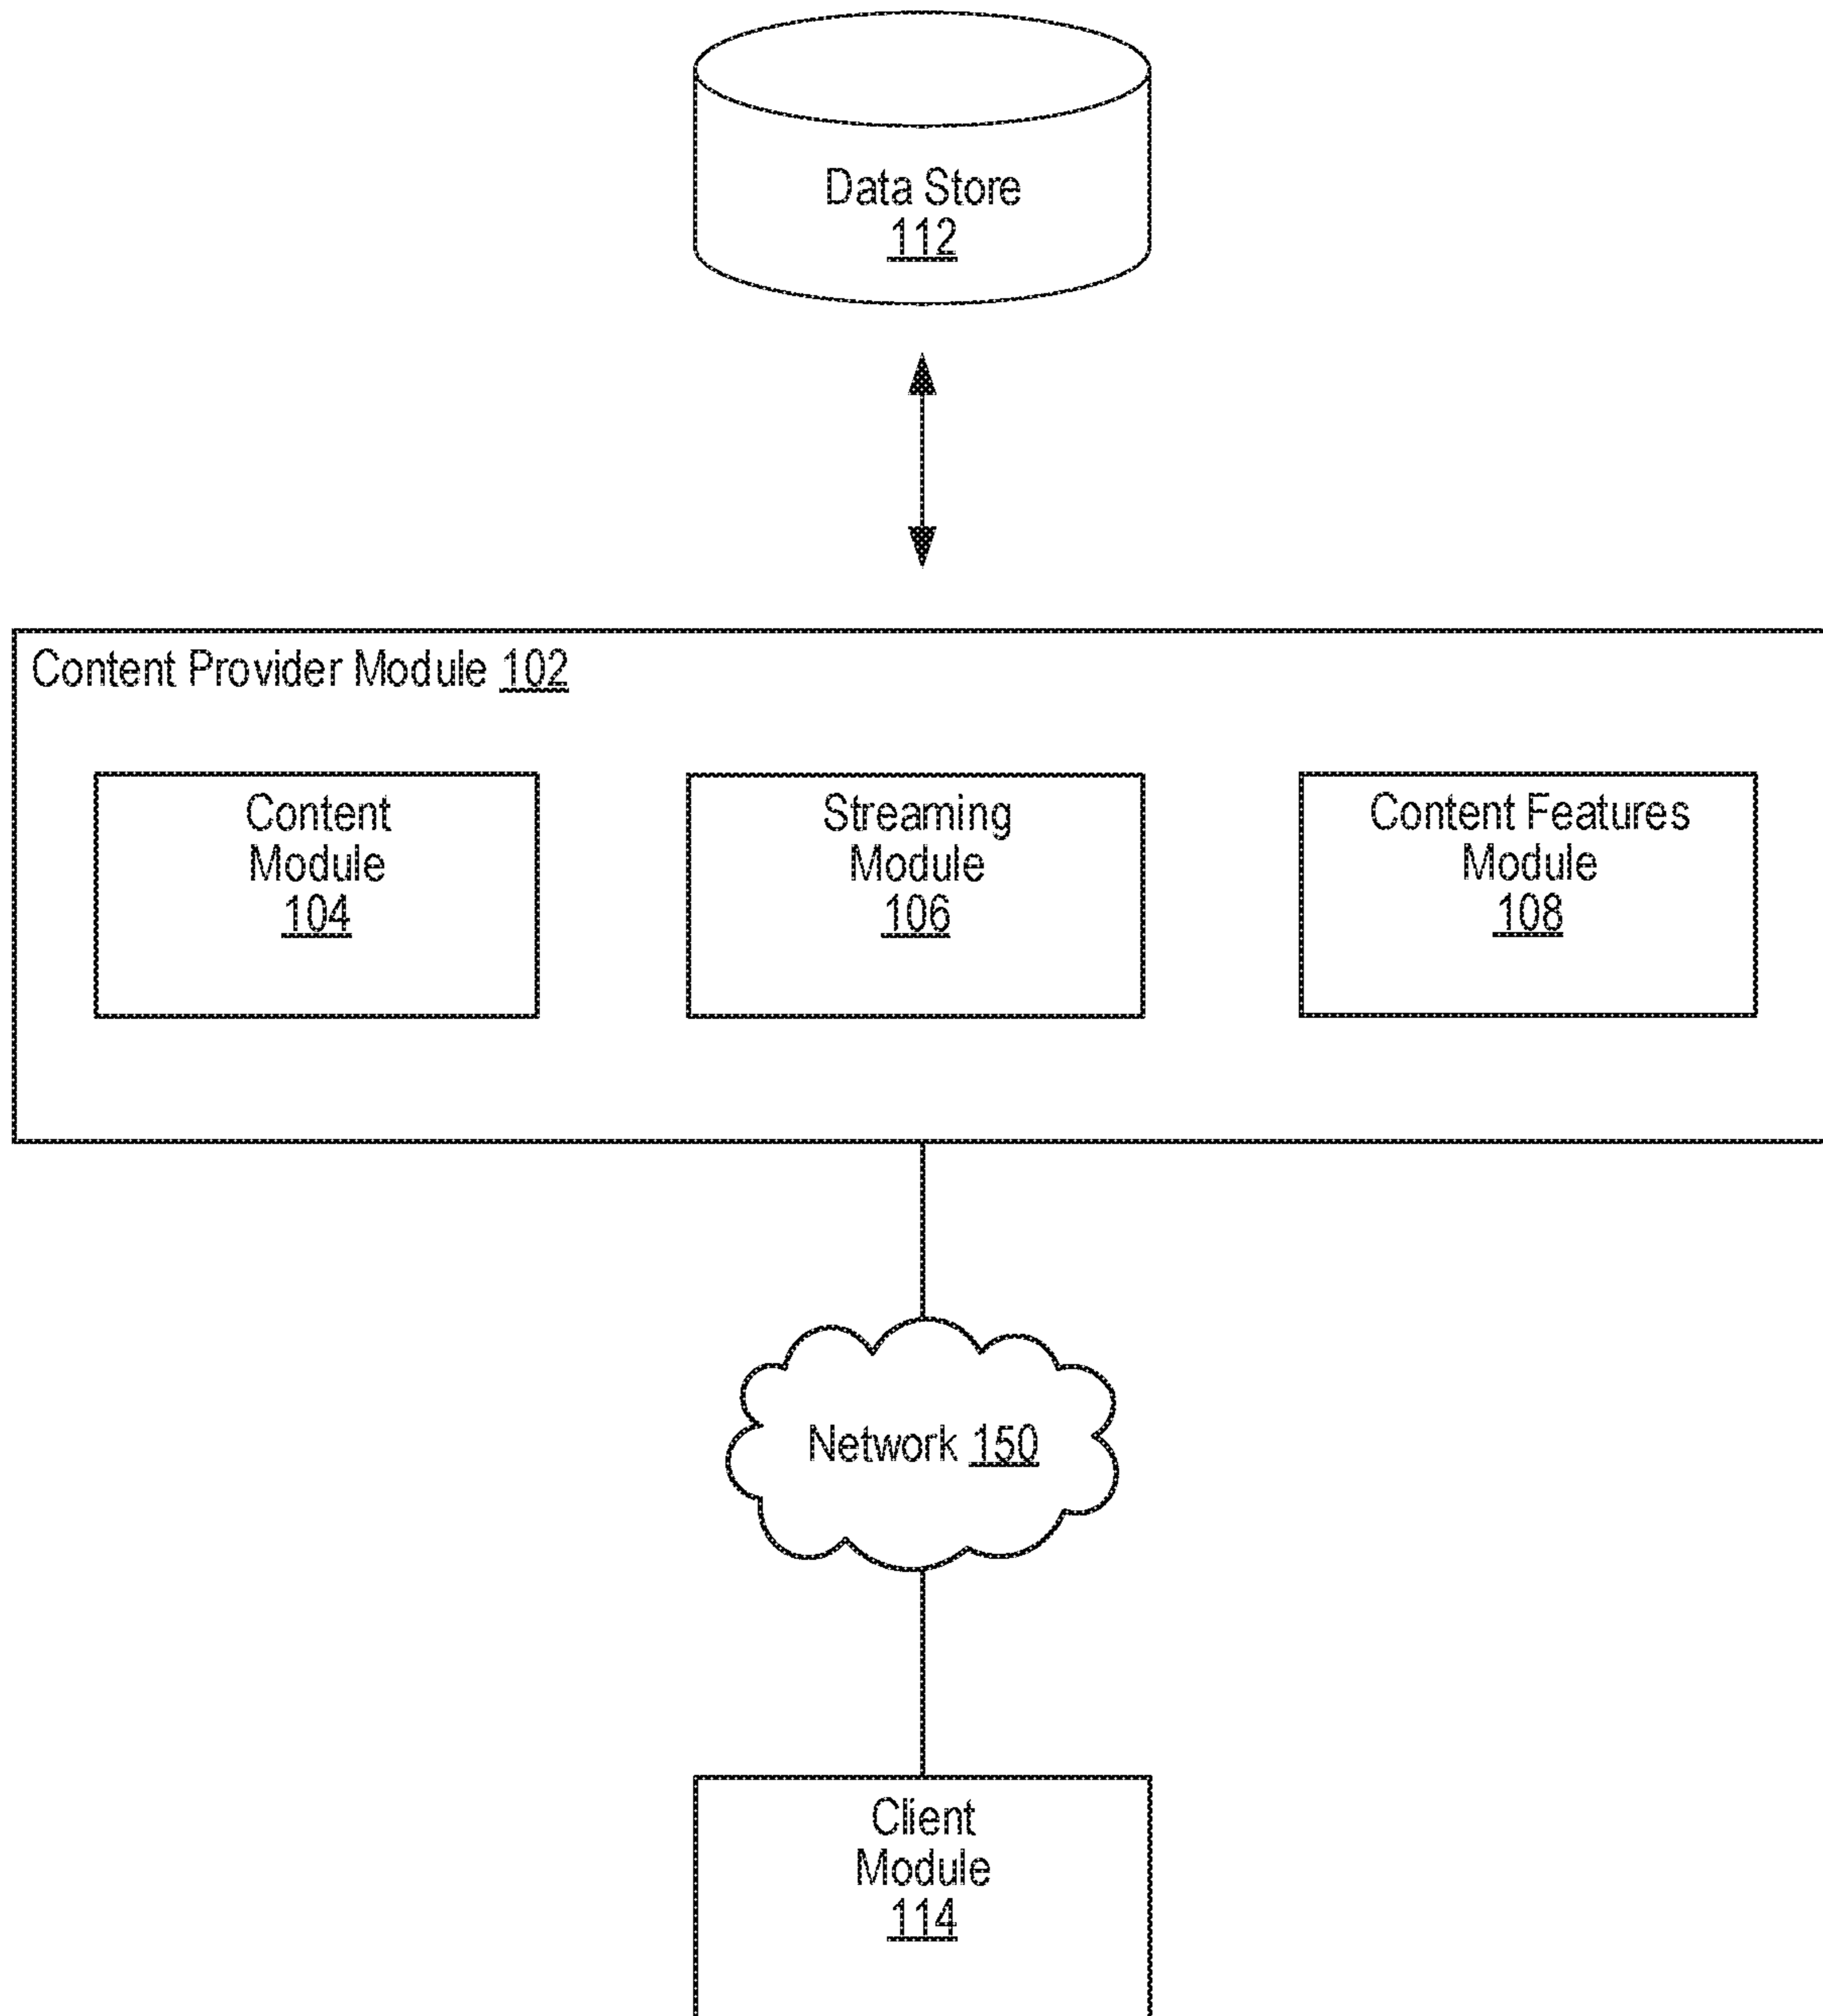 Data Store
112
Content Provider Module 102
Content
Module
104
Streaming
Module
106
Content Features
Module
108
Network 150
Client
Module
114